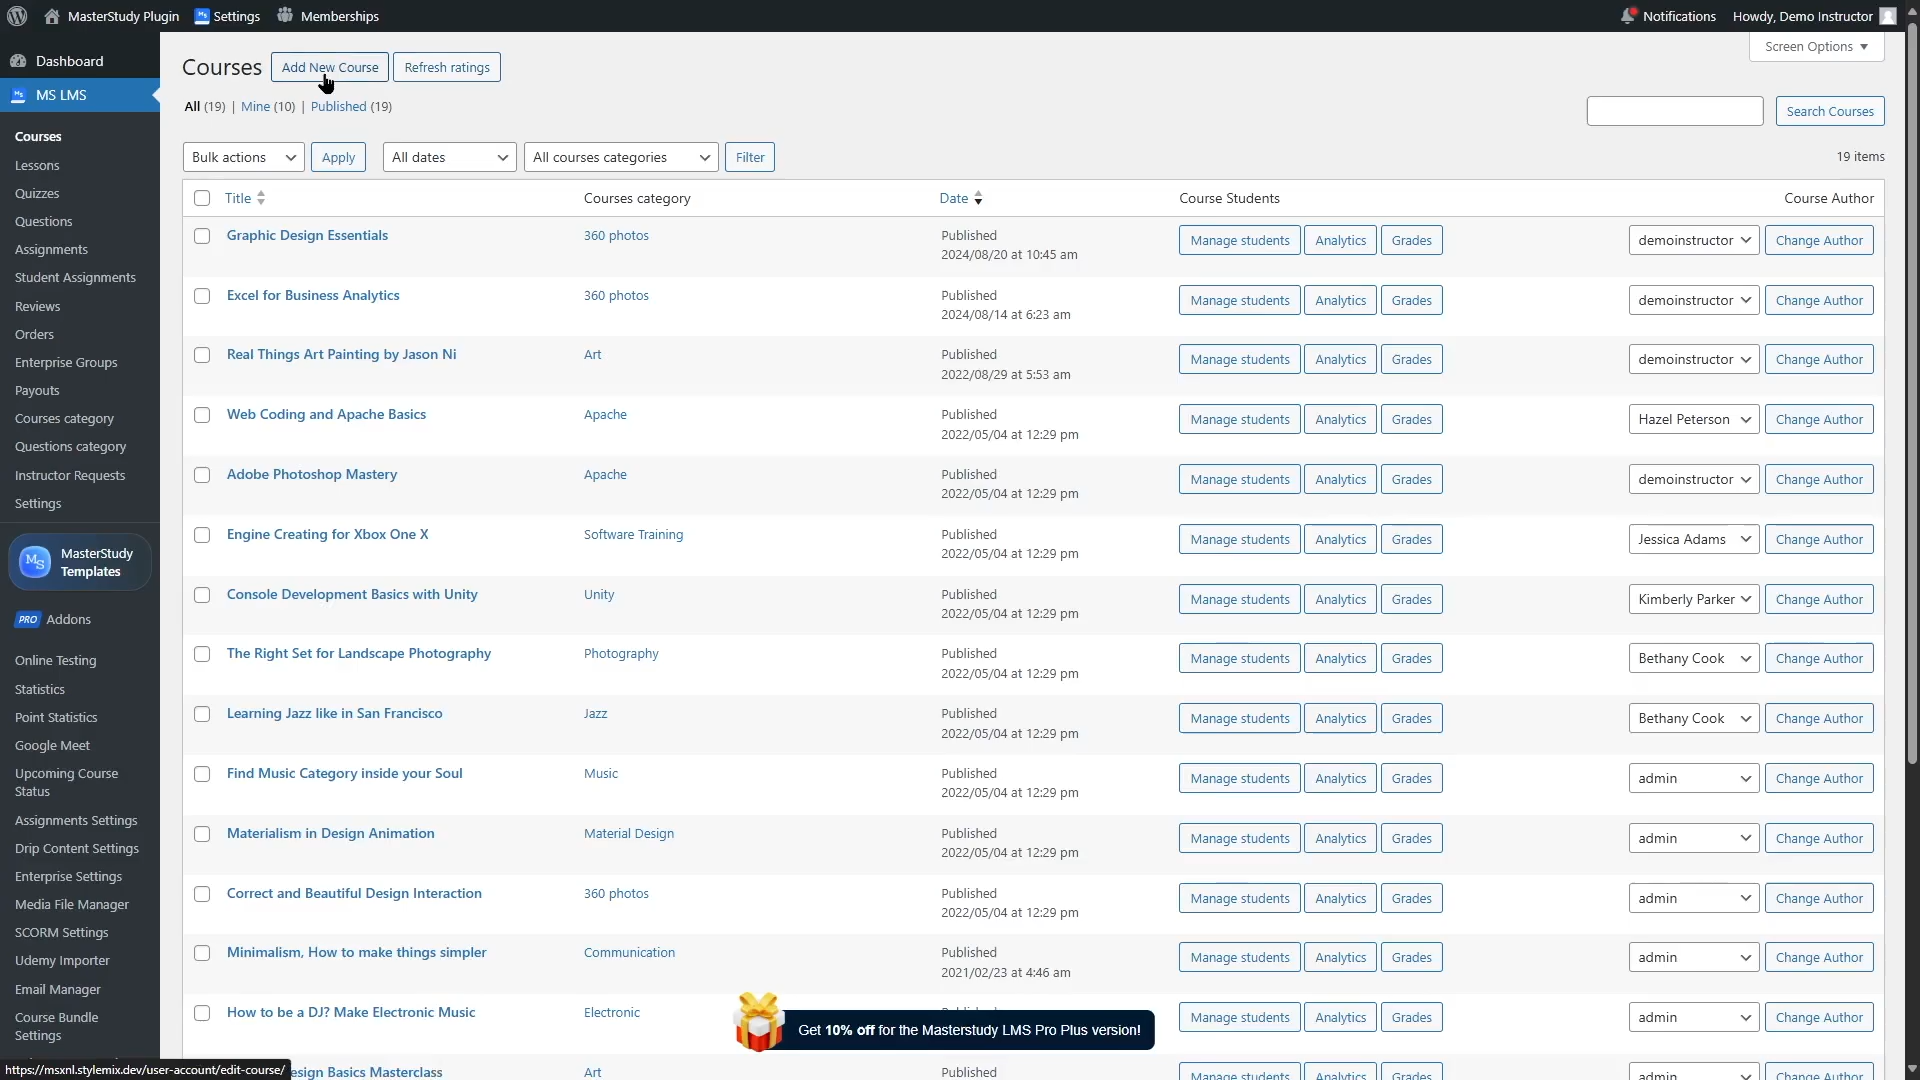 MasterStudy Plugin Settings Memberships Notifications Howdy, Demo Instructor
Screen Options
Dashboard
MS LMS
Courses
Lessons
Quizzes
Questions
Assignments
Student Assignments
Reviews
Orders
Enterprise Groups
Payouts
Courses category
Questions category
Instructor Requests
Settings
MasterStudy
Templates
PRO Addons
Online Testing
Statistics
Point Statistics
Google Meet
Upcoming Course
Status
Assignments Settings
Drip Content Settings
Enterprise Settings
Media File Manager
SCORM Settings
Udemy Importer
Email Manager
Course Bundle
Settings
Courses Add New Course Refresh ratings
All (19) | Mine (10) | Published (19)
Search Courses
Bulk actions Apply All dates All courses categories Filter 19 items
Title Courses category Date Course Students Course Author
Graphic Design Essentials 360 photos Published Manage students Analytics Grades demoinstructor Change Author
2024/08/20 at 10:45 am
Excel for Business Analytics 360 photos Published Manage students Analytics Grades demoinstructor Change Author
2024/08/14 at 6:23 am
Real Things Art Painting by Jason Ni Art Published Manage students Analytics Grades demoinstructor Change Author
2022/08/29 at 5:53 am
Web Coding and Apache Basics Apache Published Manage students Analytics Grades Hazel Peterson Change Author
2022/05/04 at 12:29 pm
Adobe Photoshop Mastery Apache Published Manage students Analytics Grades demoinstructor Change Author
2022/05/04 at 12:29 pm
Engine Creating for Xbox One X Software Training Published Manage students Analytics Grades Jessica Adams Change Author
2022/05/04 at 12:29 pm
Console Development Basics with Unity Unity Published Manage students Analytics Grades Kimberly Parker Change Author
2022/05/04 at 12:29 pm
The Right Set for Landscape Photography Photography Published Manage students Analytics Grades Bethany Cook Change Author
2022/05/04 at 12:29 pm
Learning Jazz like in San Francisco Jazz Published Manage students Analytics Grades Bethany Cook Change Author
2022/05/04 at 12:29 pm
Find Music Category inside your Soul Music Published Manage students Analytics Grades admin Change Author
2022/05/04 at 12:29 pm
Materialism in Design Animation Material Design Published Manage students Analytics Grades admin Change Author
2022/05/04 at 12:29 pm
Correct and Beautiful Design Interaction 360 photos Published Manage students Analytics Grades admin Change Author
2022/05/04 at 12:29 pm
Minimalism, How to make things simpler Communication Published Manage students Analytics Grades admin Change Author
2021/02/23 at 4:46 am
How to be a DJ? Make Electronic Music Electronic Manage students Analytics Grades admin Change Author
Get 10% off for the Masterstudy LMS Pro Plus version!
Basics Masterclass Art Published Manage students Analytics Grades admin Change Author
https://msxnl.stylemix.dev/user-account/edit-course/